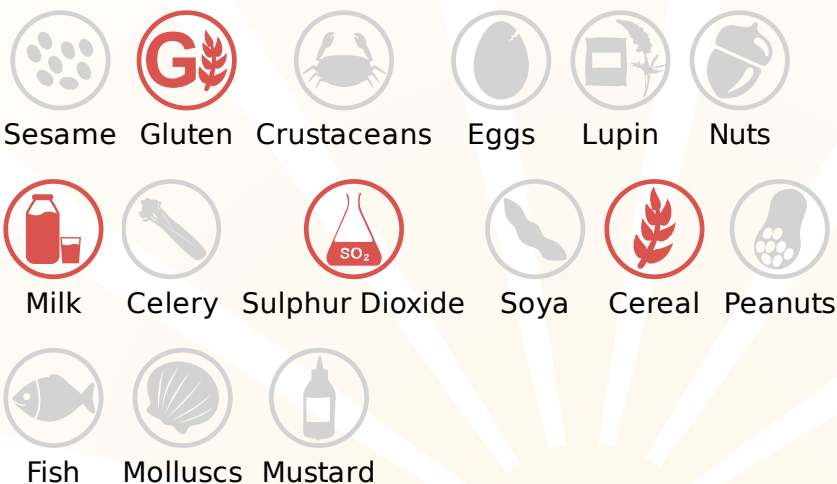 G
Sesame Gluten Crustaceans Eggs Lupin Nuts
SO₂
Milk Celery Sulphur Dioxide Soya Cereal Peanuts
Fish Molluscs Mustard